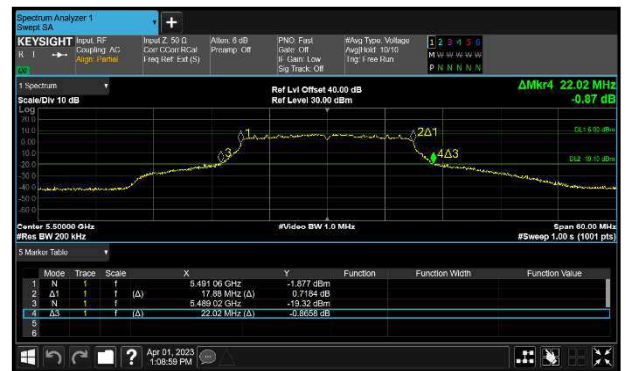 Spectrum Analyzer 1
Swept SA
KEYSIGHT Input: RF Input Z: 50 Ω Atten: 6 dB PNO: Fast #Avg Type: Voltage 1 2 3 4 5 6
R L Coupling: AC Corr CCorr RCal Preamp: Off Gate: Off Avg|Hold: 10/10 M W W W W W
Align: Partial Freq Ref: Ext (S) IF Gain: Low Trig: Free Run P N N N N N
Sig Track: Off
1 Spectrum
Ref Lvl Offset 40.00 dB ΔMkr4 22.02 MHz
Scale/Div 10 dB Ref Level 30.00 dBm -0.87 dB
Log
20.0
10.0
0.00
-10.0
-20.0
-30.0
-40.0
-50.0
-60.0
1 2Δ1
3 4Δ3
DL1 6.00 dBm
DL2 -19.10 dBm
Center 5.50000 GHz #Video BW 1.0 MHz Span 60.00 MHz
#Res BW 200 kHz #Sweep 1.00 s (1001 pts)
5 Marker Table
Mode Trace Scale X Y Function Function Width Function Value
1 N 1 f 5.491 06 GHz -1.877 dBm
2 Δ1 1 f (Δ) 17.88 MHz (Δ) 0.7184 dB
3 N 1 f 5.489 02 GHz -19.32 dBm
4 Δ3 1 f (Δ) 22.02 MHz (Δ) -0.8658 dB
5
6
? Apr 01, 2023
1:08:59 PM